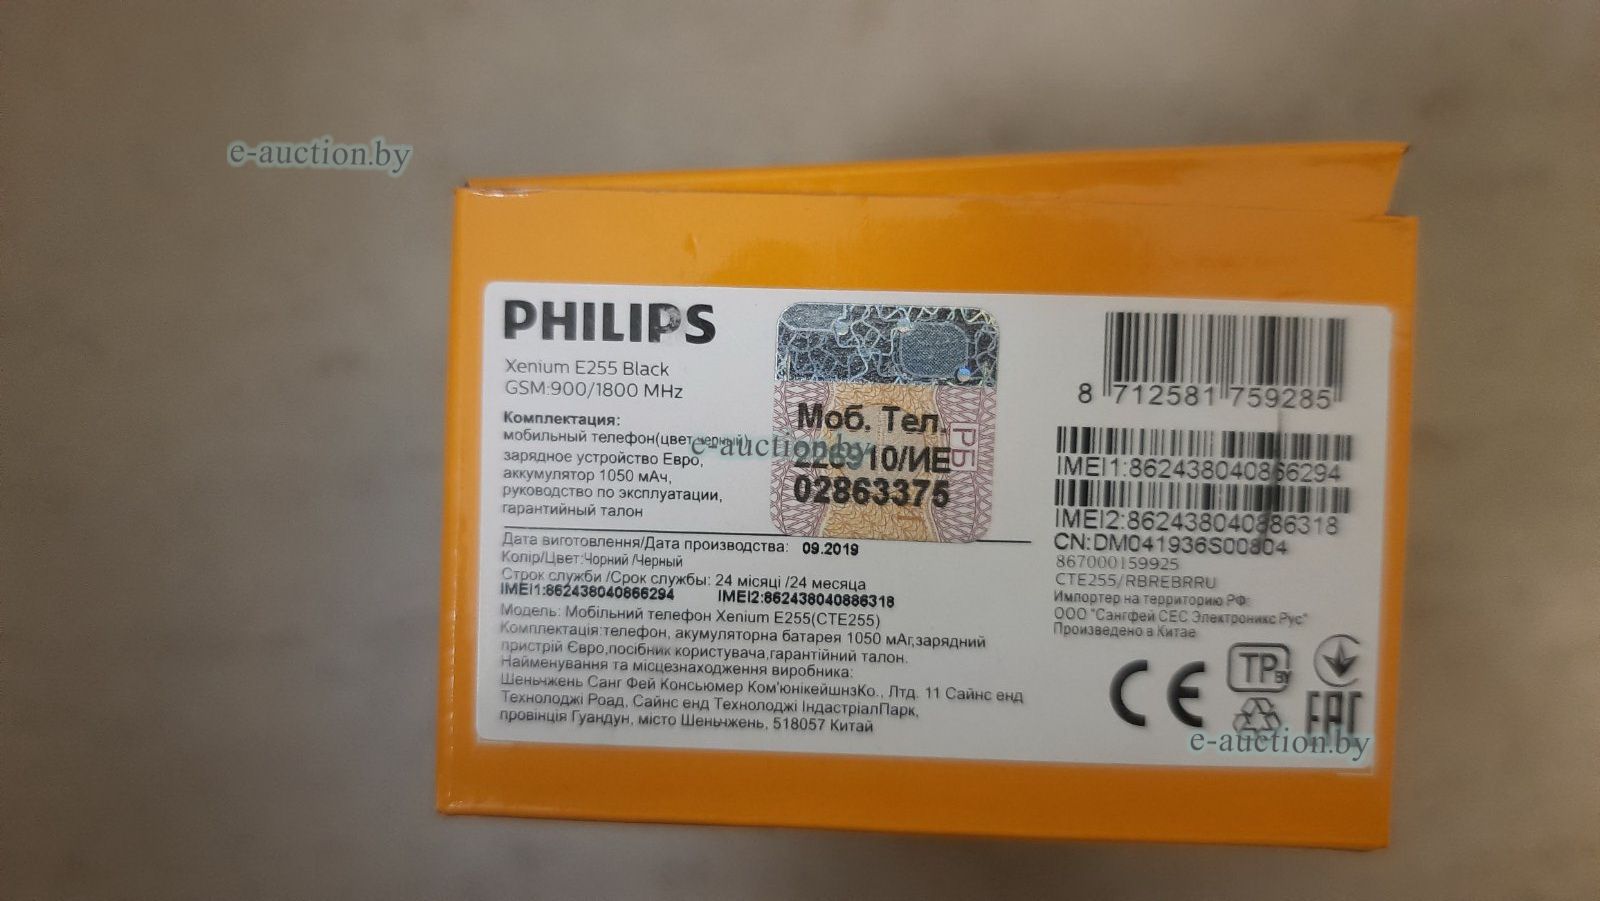 e-auction.by
PHILIPS
Xenium E255 Black
GSM:900/1800 MHz
Комплектация:
мобильный телефон(цвет черный),
зарядное устройство Евро,
аккумулятор 1050 мАч,
руководство по эксплуатации,
гарантийный талон
Моб. Тел.
226910/ИЕ
02863375
РБ
e-auction.by
8 712581 759285
IMEI1:862438040866294
IMEI2:862438040886318
CN:DM041936S00804
867000159925
CTE255/RBREBRRU
Импортер на территорию РФ:
ООО "Сангфей СЕС Электроникс Рус"
Произведено в Китае
Дата виготовлення/Дата производства: 09.2019
Колір/Цвет:Чорний /Черный
Строк служби /Срок службы: 24 місяці /24 месяца
IMEI1:862438040866294 IMEI2:862438040886318
Модель: Мобільний телефон Xenium E255(CTE255)
Комплектація:телефон, акумуляторна батарея 1050 мАг,зарядний
пристрій Євро,посібник користувача,гарантійний талон.
Найменування та місцезнаходження виробника:
Шеньчжень Санг Фей Консьюмер Ком'юнікейшнзКо., Лтд. 11 Сайнс енд
Технолоджі Роад, Сайнс енд Технолоджі ІндастріалПарк,
провінція Гуандун, місто Шеньчжень, 518057 Китай
CE
TP BY
EAC
e-auction.by